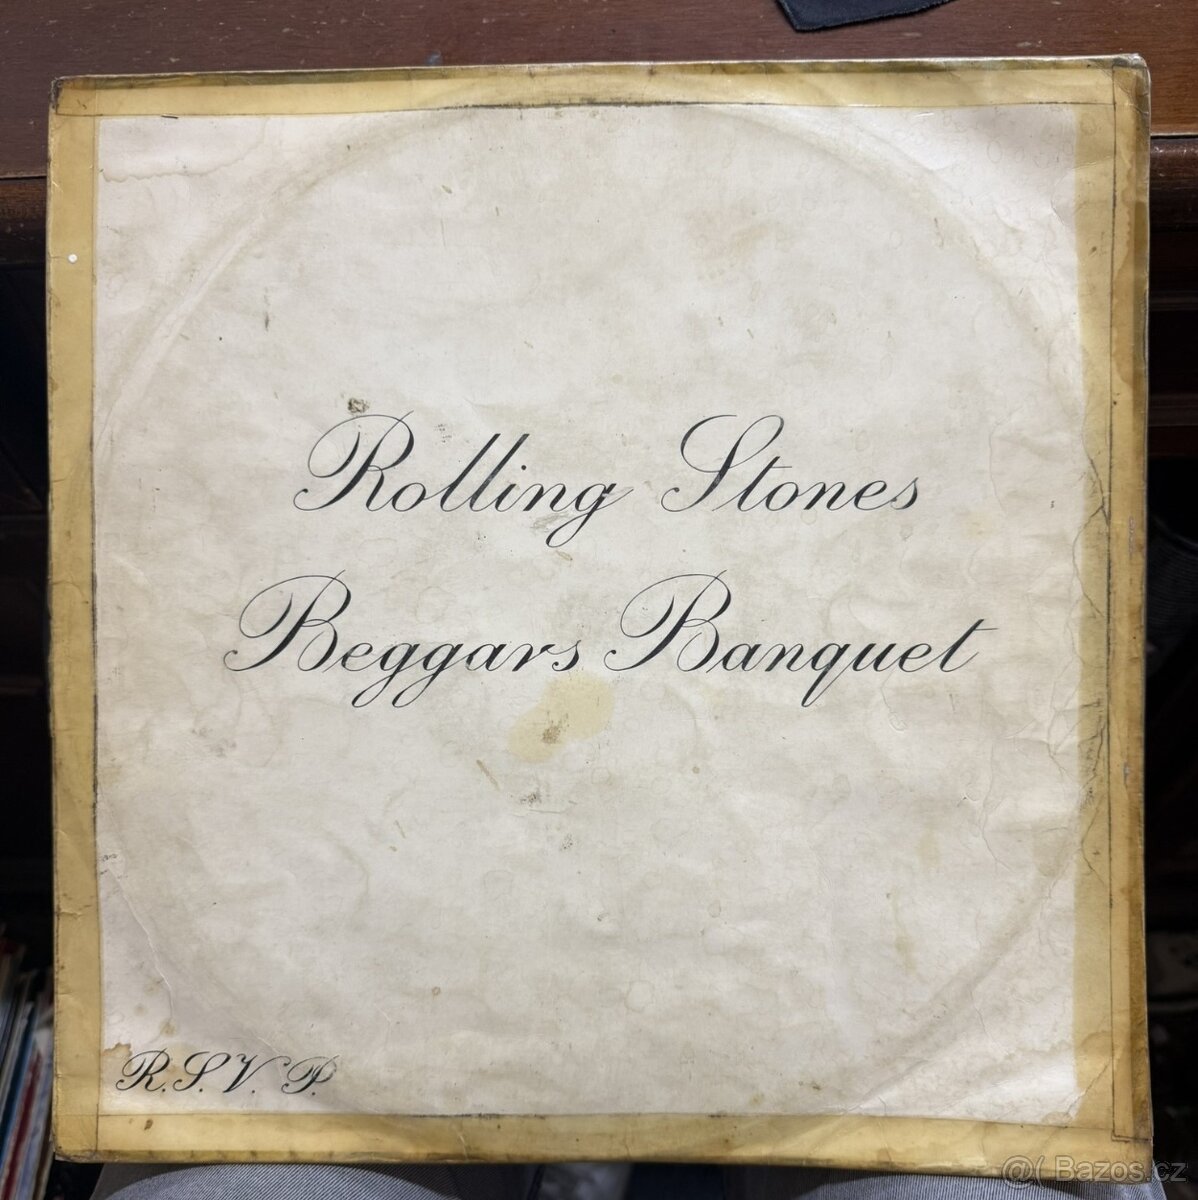 Rolling Stones
Beggars Banquet
R.S.V.P.
@( Bazos.cz